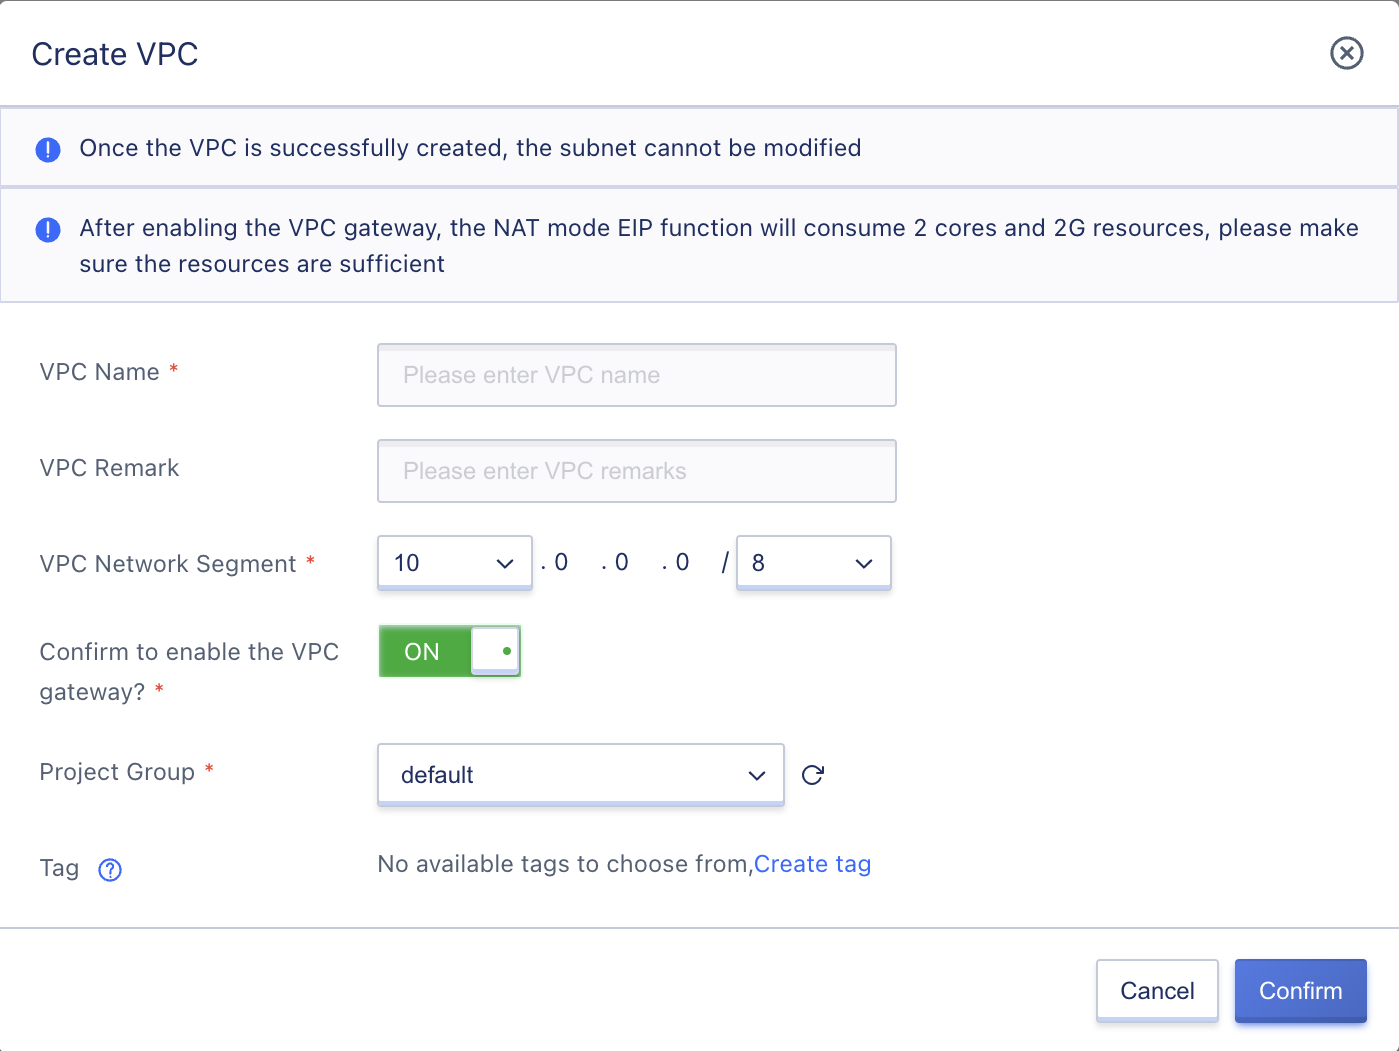 Create VPC
Once the VPC is successfully created, the subnet cannot be modified
After enabling the VPC gateway, the NAT mode EIP function will consume 2 cores and 2G resources, please make
sure the resources are sufficient
VPC Name *
Please enter VPC name
VPC Remark
Please enter VPC remarks
VPC Network Segment *
10 . 0 . 0 . 0 / 8
Confirm to enable the VPC
gateway? *
ON
Project Group *
default
Tag
No available tags to choose from,Create tag
Cancel
Confirm